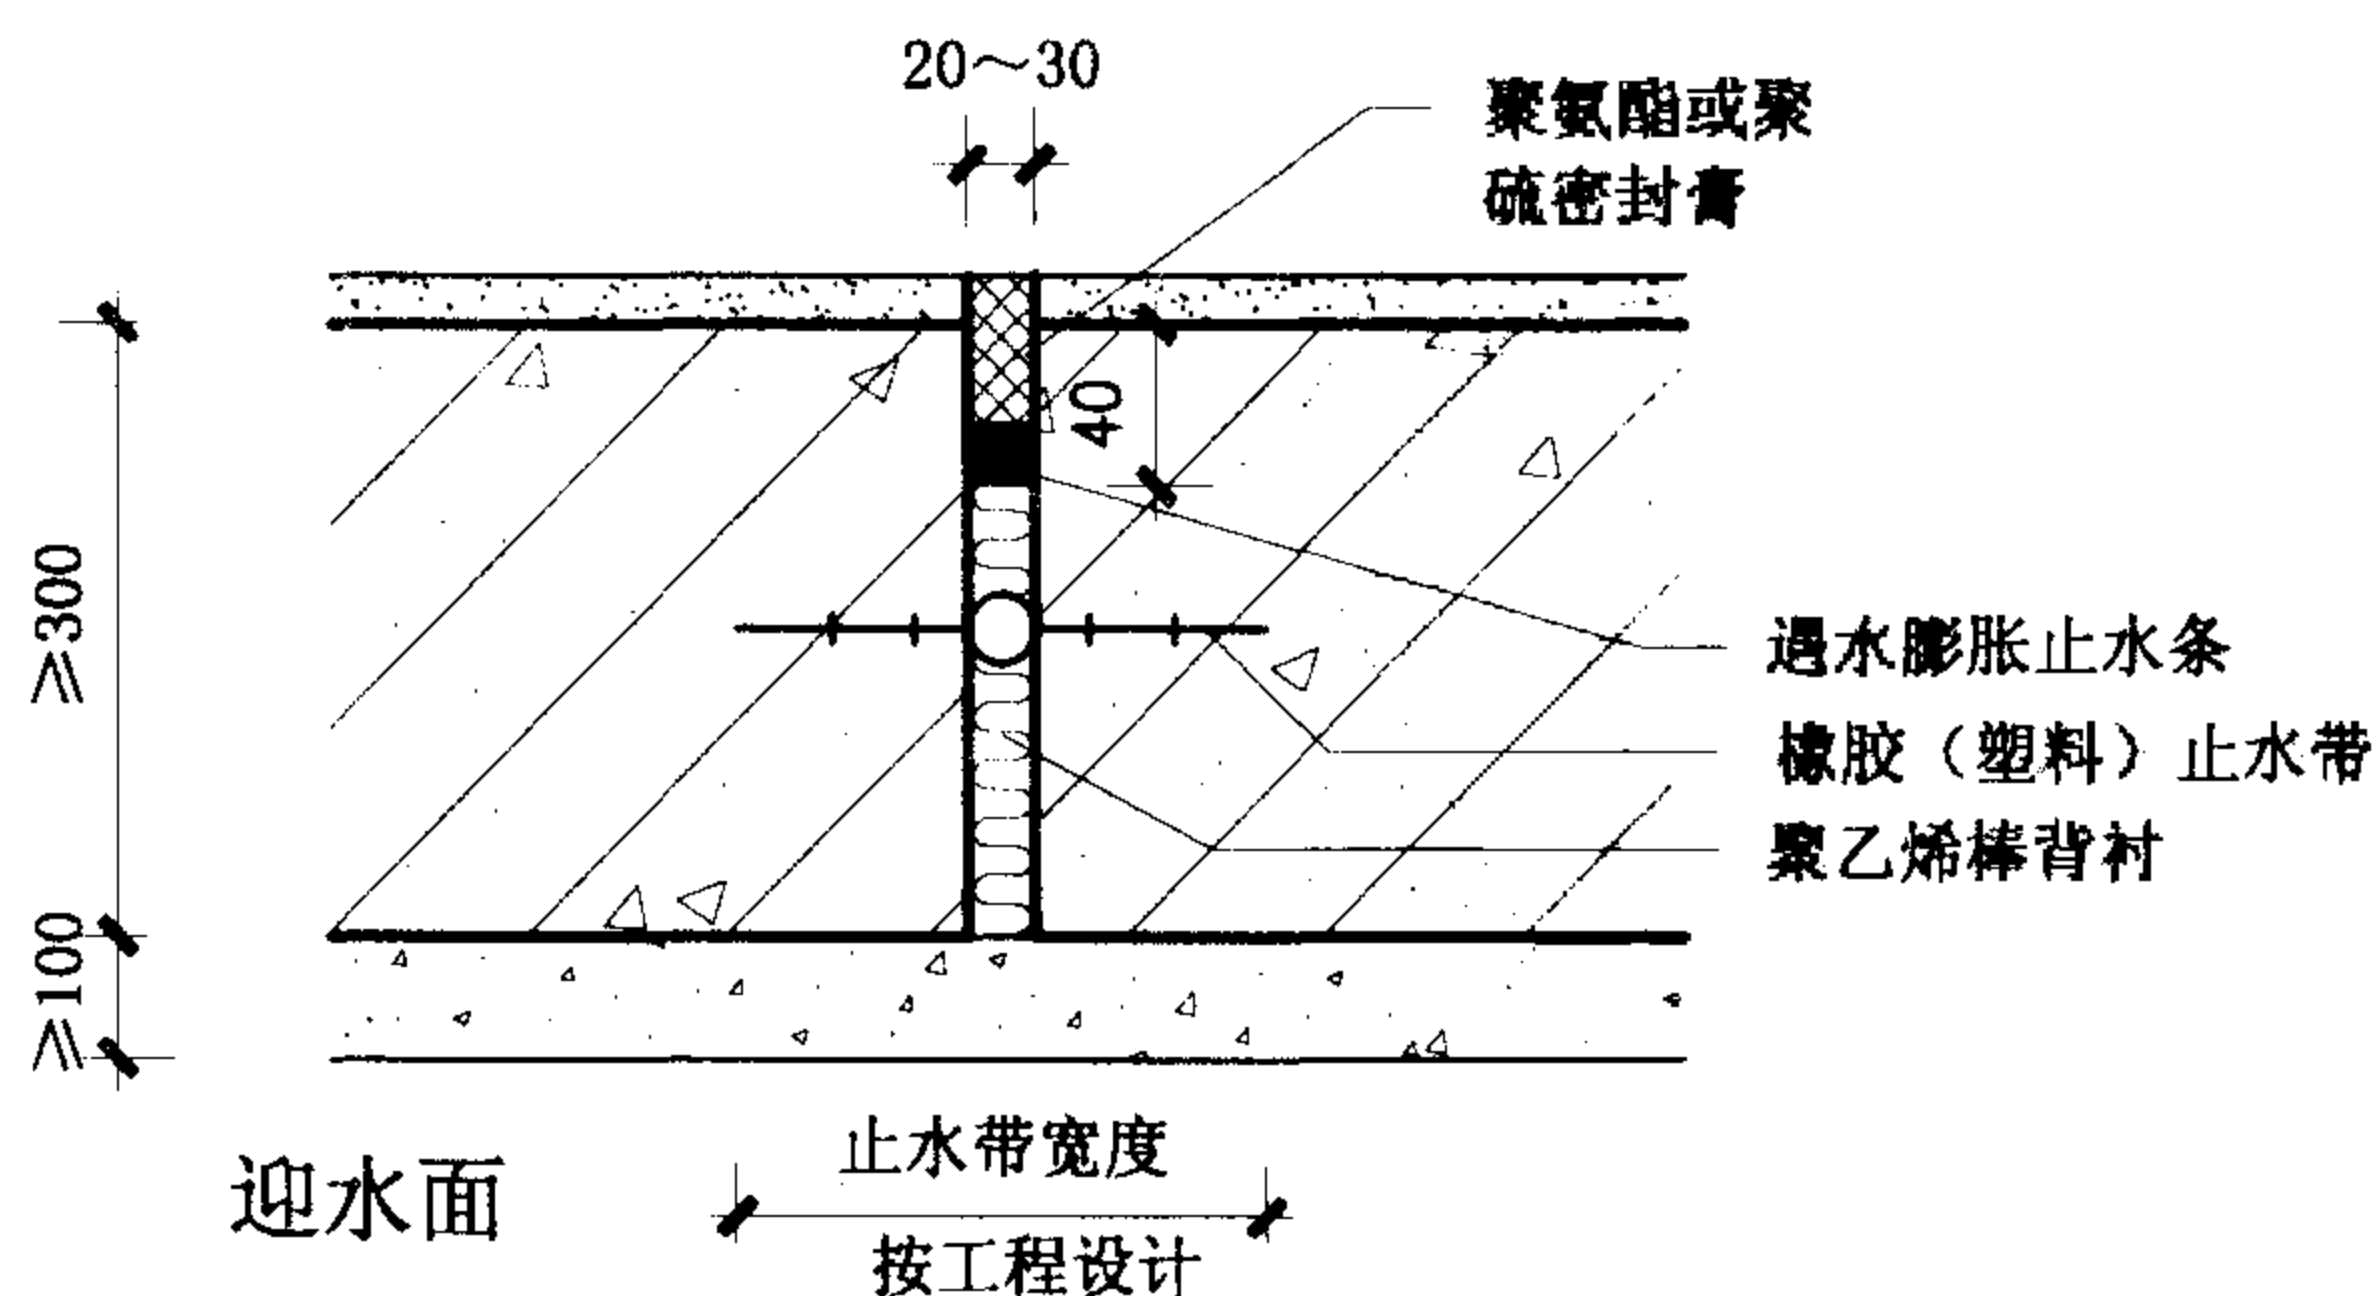 20～30
聚氨酯或聚
硫密封膏
40
≥300
遇水膨胀止水条
橡胶（塑料）止水带
聚乙烯棒背衬
≥100
止水带宽度
迎水面
按工程设计